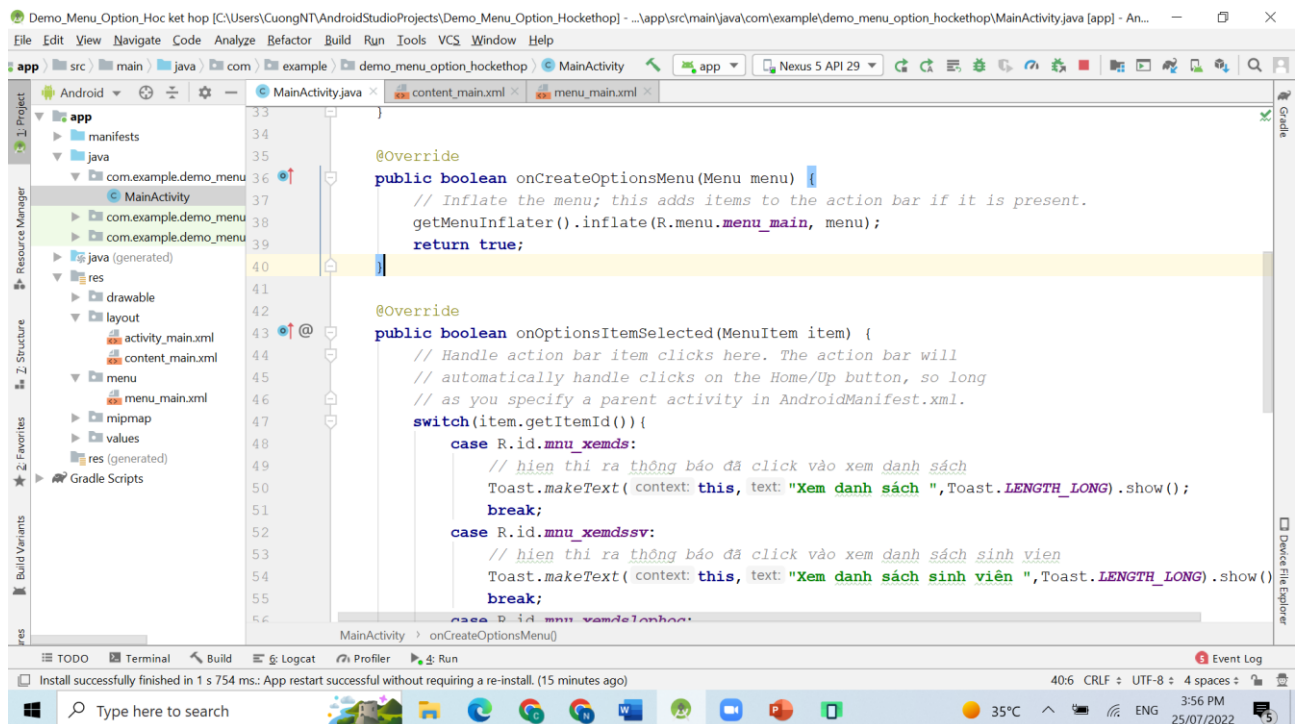 Demo_Menu_Option_Hoc ket hop [C:\Users\CuongNT\AndroidStudioProjects\Demo_Menu_Option_Hockethop] - ...\app\src\main\java\com\example\demo_menu_option_hockethop\MainActivity.java [app] - An...
File Edit View Navigate Code Analyze Refactor Build Run Tools VCS Window Help
app src main java com example demo_menu_option_hockethop MainActivity app Nexus 5 API 29
Android MainActivity.java content_main.xml menu_main.xml
1: Project
Resource Manager
Z: Structure
2: Favorites
Build Variants
app
manifests
java
com.example.demo_menu
MainActivity
com.example.demo_menu
com.example.demo_menu
java (generated)
res
drawable
layout
activity_main.xml
content_main.xml
menu
menu_main.xml
mipmap
values
res (generated)
Gradle Scripts
33 }
34
35 @Override
36 public boolean onCreateOptionsMenu(Menu menu) {
37 // Inflate the menu; this adds items to the action bar if it is present.
38 getMenuInflater().inflate(R.menu.menu_main, menu);
39 return true;
40 }
41
42 @Override
43 @ public boolean onOptionsItemSelected(MenuItem item) {
44 // Handle action bar item clicks here. The action bar will
45 // automatically handle clicks on the Home/Up button, so long
46 // as you specify a parent activity in AndroidManifest.xml.
47 switch(item.getItemId()){
48 case R.id.mnu_xemds:
49 // hien thi ra thông báo đã click vào xem danh sách
50 Toast.makeText( context: this, text: "Xem danh sách ",Toast.LENGTH_LONG).show();
51 break;
52 case R.id.mnu_xemdssv:
53 // hien thi ra thông báo đã click vào xem danh sách sinh vien
54 Toast.makeText( context: this, text: "Xem danh sách sinh viên ",Toast.LENGTH_LONG).show()
55 break;
56 case R.id.mnu_xemdslophoc:
Gradle
Device File Explorer
MainActivity › onCreateOptionsMenu()
TODO Terminal Build 6: Logcat Profiler 4: Run 5 Event Log
Install successfully finished in 1 s 754 ms.: App restart successful without requiring a re-install. (15 minutes ago) 40:6 CRLF UTF-8 4 spaces
Type here to search 35°C ENG 3:56 PM
25/07/2022